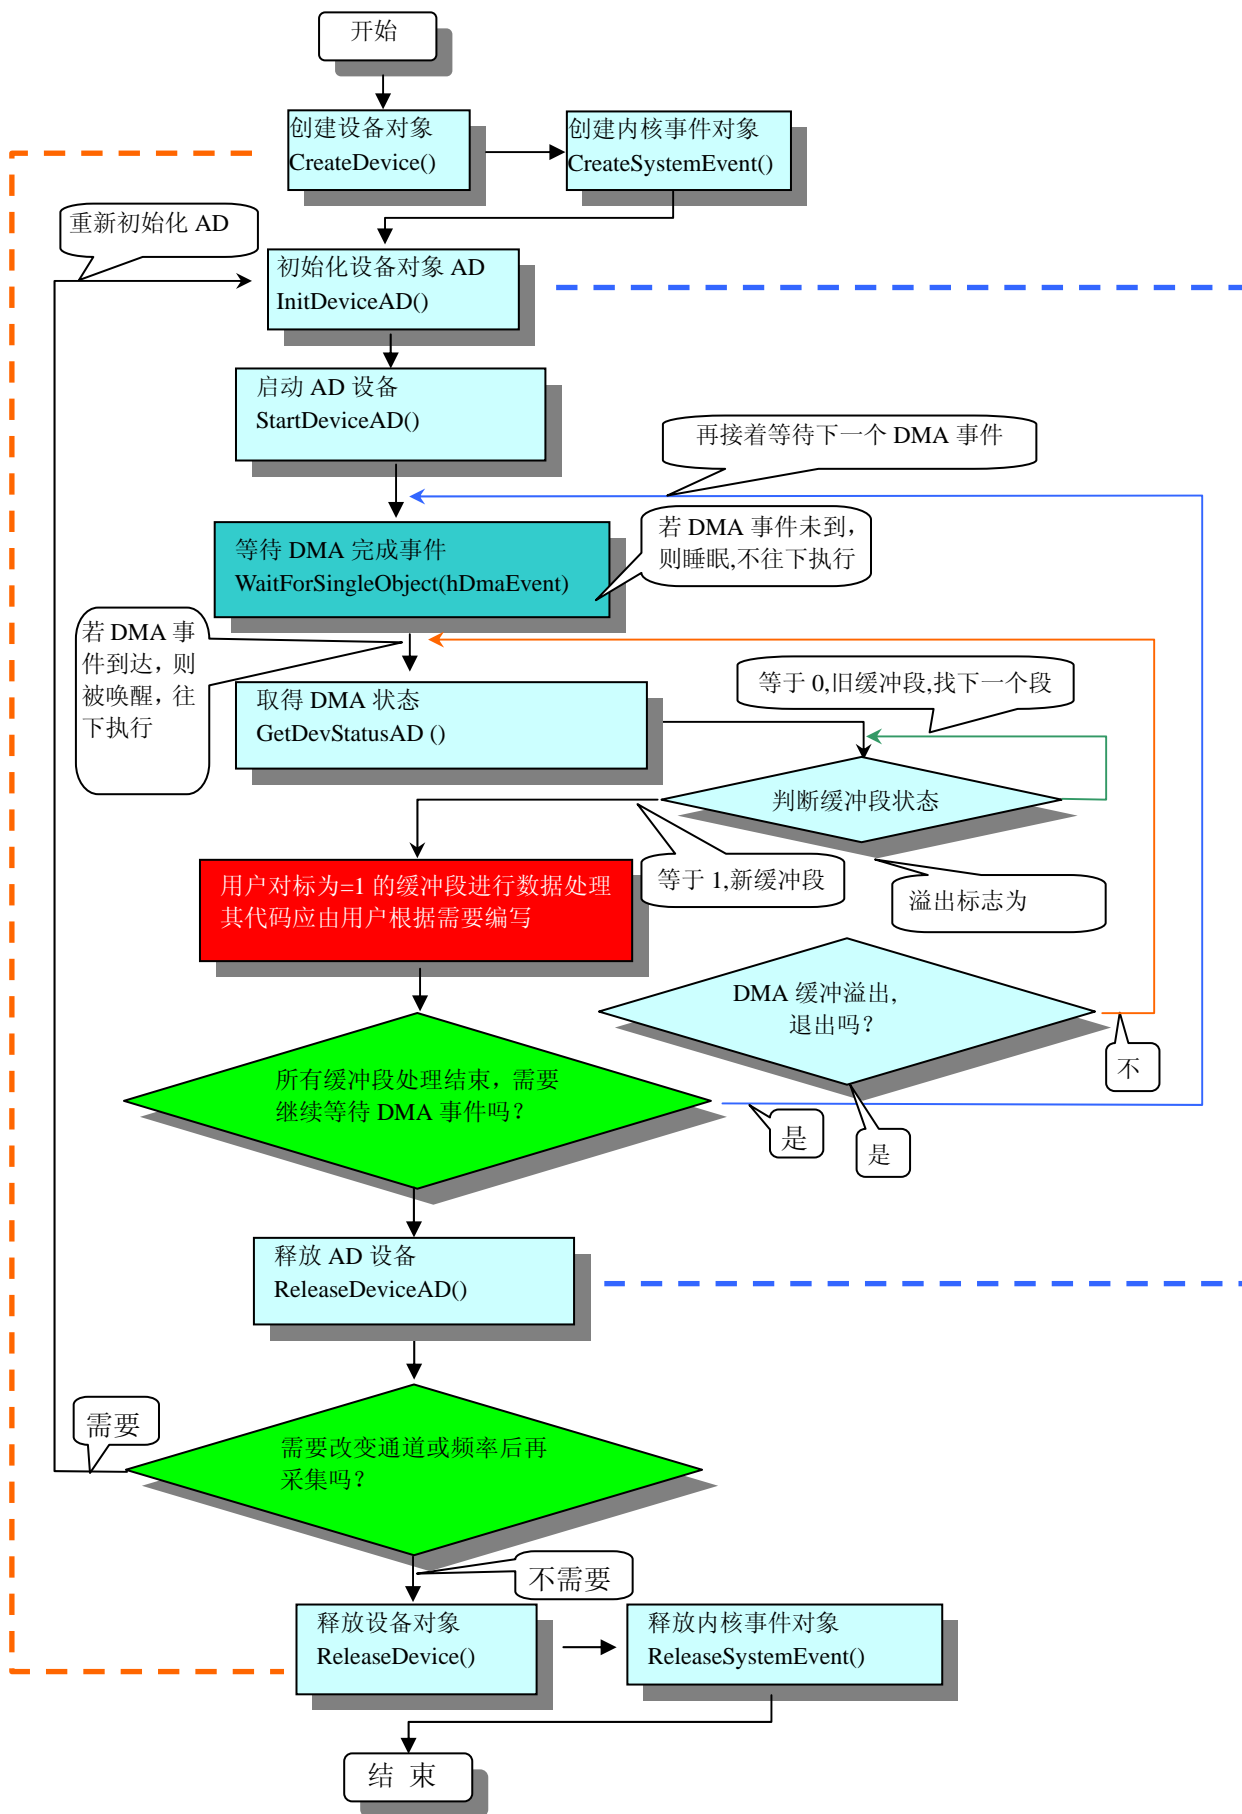 开始
创建设备对象
CreateDevice()
创建内核事件对象
CreateSystemEvent()
重新初始化 AD
初始化设备对象 AD
InitDeviceAD()
启动 AD 设备
StartDeviceAD()
再接着等待下一个 DMA 事件
等待 DMA 完成事件
WaitForSingleObject(hDmaEvent)
若 DMA 事件未到，
则睡眠,不往下执行
若 DMA 事
件到达，则
被唤醒，往
下执行
取得 DMA 状态
GetDevStatusAD ()
等于 0,旧缓冲段,找下一个段
判断缓冲段状态
用户对标为=1 的缓冲段进行数据处理
其代码应由用户根据需要编写
等于 1,新缓冲段
溢出标志为
DMA 缓冲溢出,
退出吗？
不
所有缓冲段处理结束，需要
继续等待 DMA 事件吗？
是
是
释放 AD 设备
ReleaseDeviceAD()
需要
需要改变通道或频率后再
采集吗？
不需要
释放设备对象
ReleaseDevice()
释放内核事件对象
ReleaseSystemEvent()
结 束